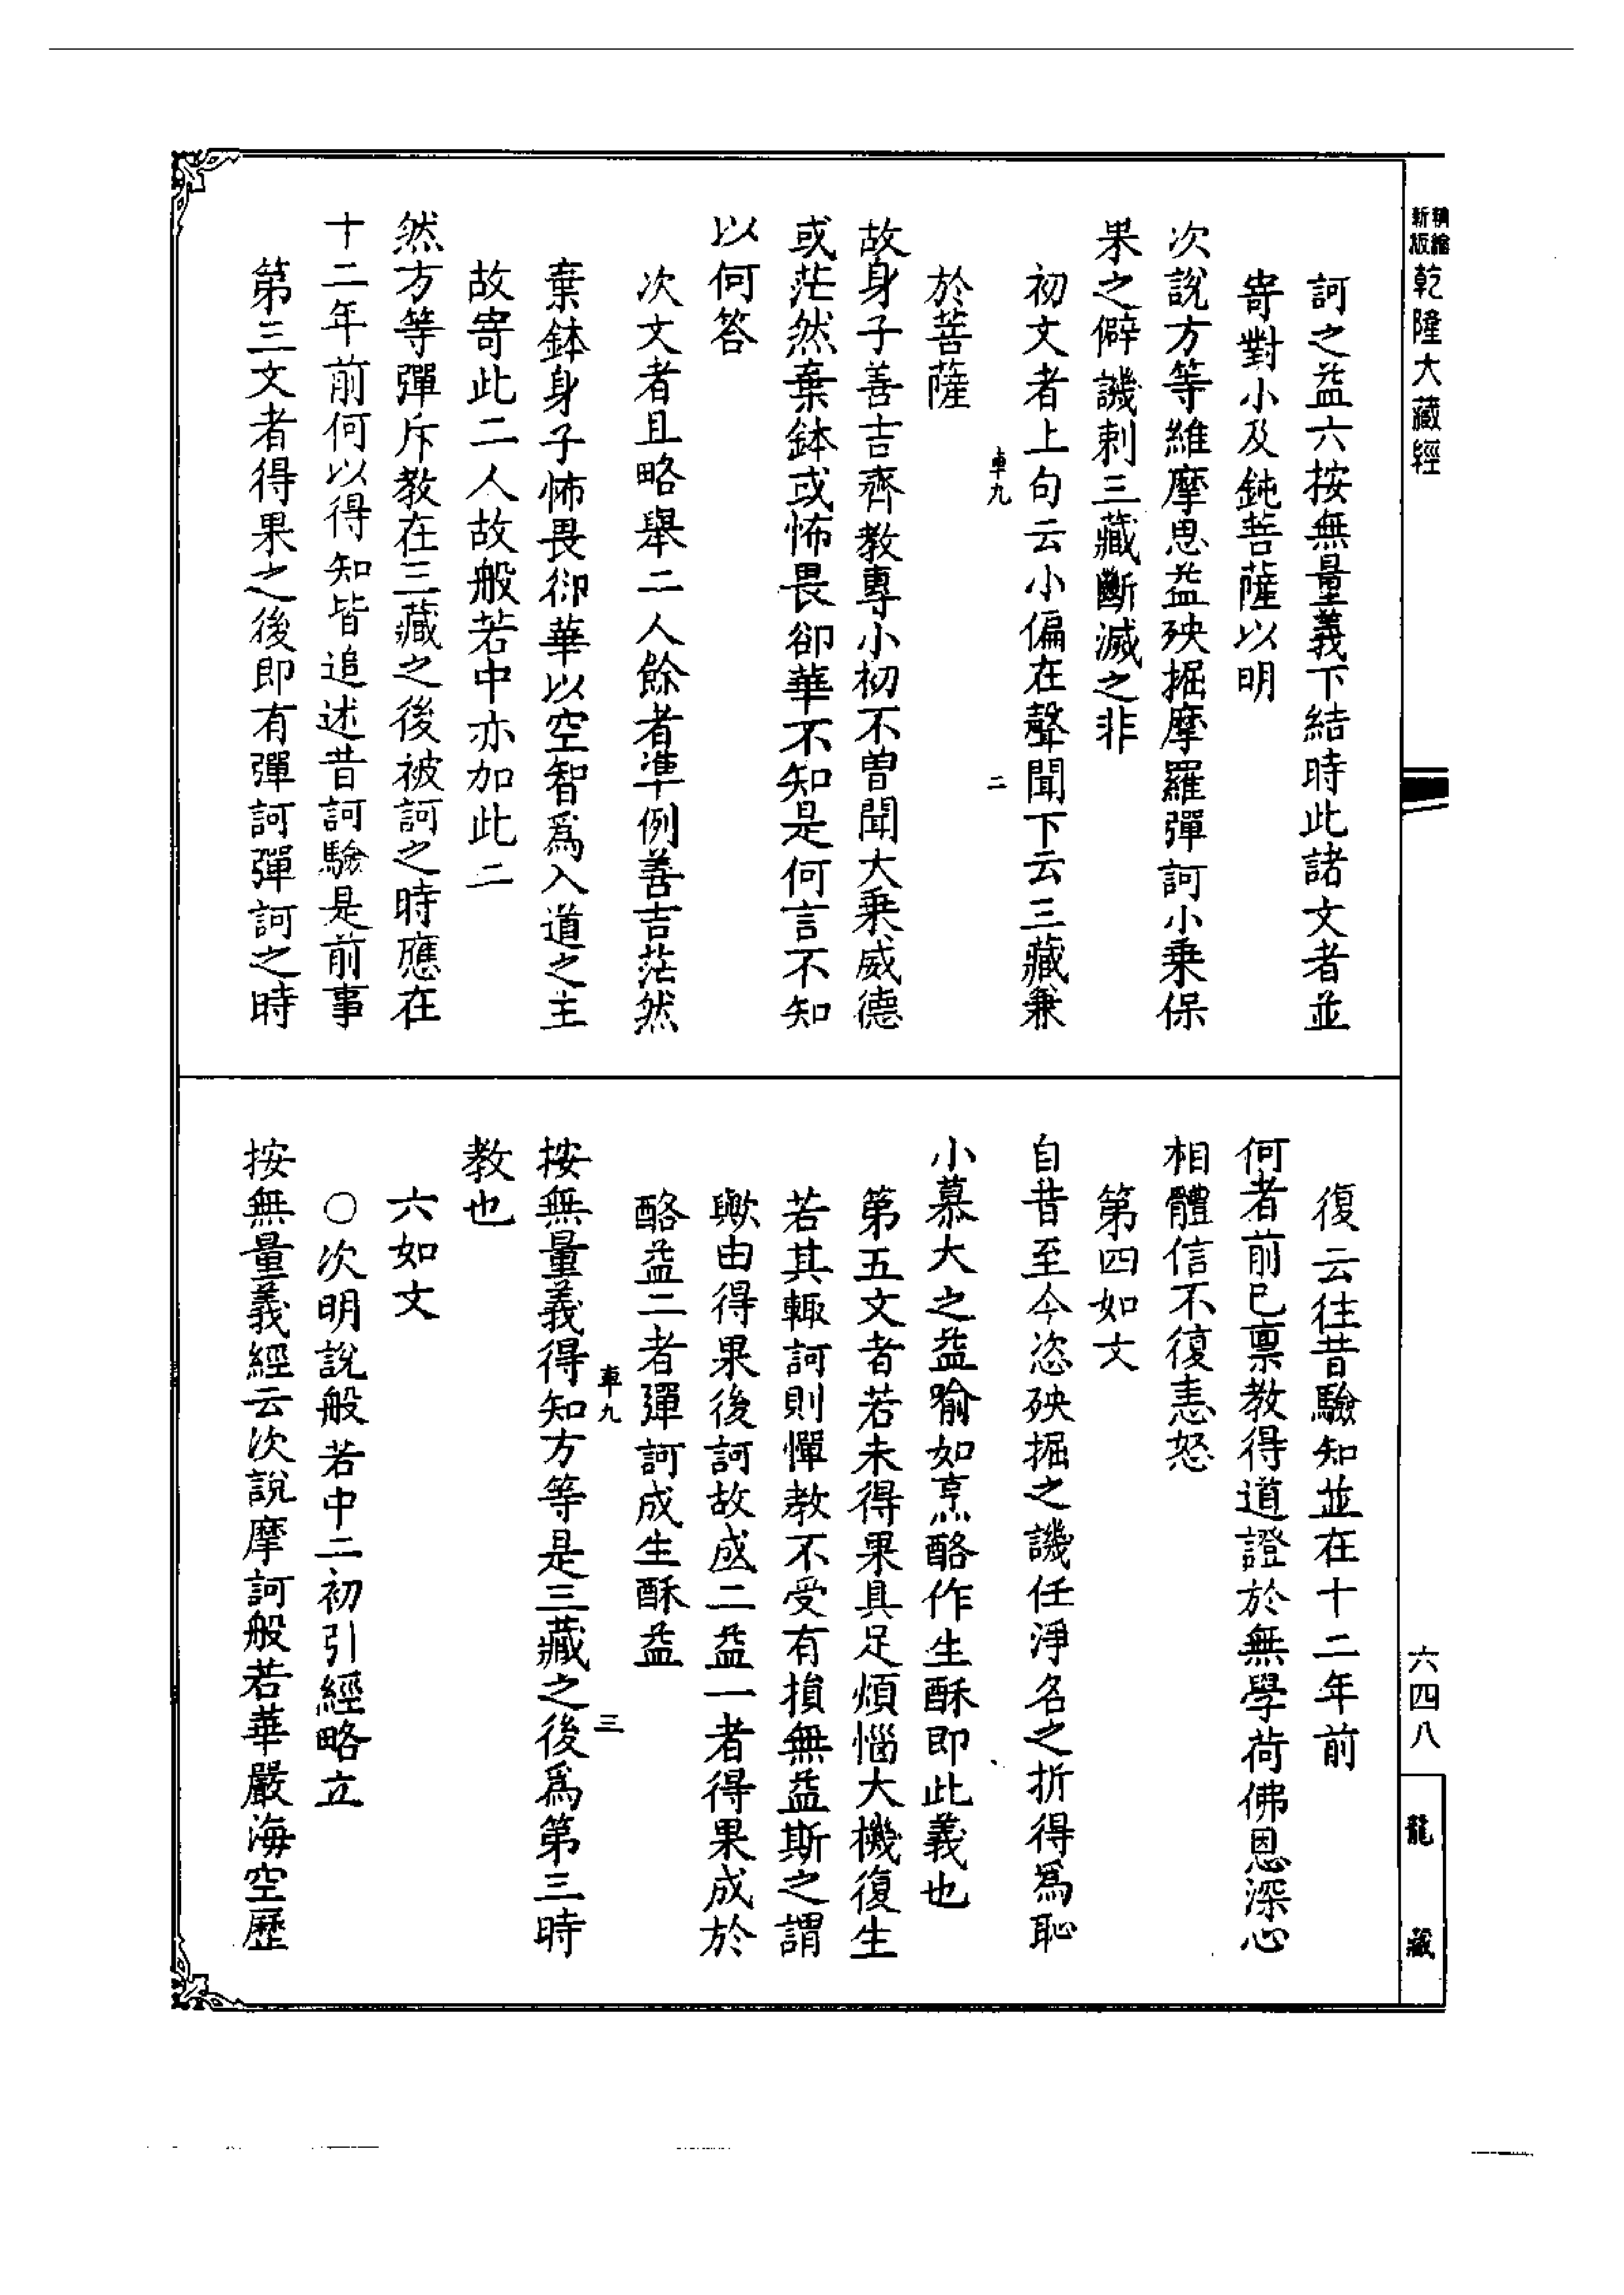 新版精縮
乾隆大藏經
訶之益六按無量義下結時此諸文者並
寄對小及鈍菩薩以明
次說方等維摩思益殃掘摩羅彈訶小乗保
果之僻譏剌三藏斷滅之非
初文者上句云小偏在聲聞下云三藏兼
車九
二
於菩薩
故身子善吉齊教專小初不曽聞大乗威德
或茫然棄鉢或怖畏卻華不知是何言不知
以何答
次文者且略舉二人餘者準例善吉茫然
棄鉢身子怖畏卻華以空智爲入道之主
故寄此二人故般若中亦加此二
然方等彈斥教在三藏之後被訶之時應在
十二年前何以得知皆追述昔訶驗是前事
第三文者得果之後即有彈訶彈訶之時
復云往昔驗知並在十二年前
何者前已稟教得道證於無學荷佛恩深心
相體信不復恚怒
第四如文
自昔至今恣殃掘之譏任淨名之折得爲恥
小慕大之益喻如烹酪作生酥即此義也
第五文者若未得果具足煩惱大機復生
若其輙訶則憚教不受有損無益斯之謂
歟由得果後訶故成二益一者得果成於
酪益二者彈訶成生酥益
車九
三
按無量義得知方等是三藏之後爲第三時
教也
六如文
○次明說般若中二初引經略立
按無量義經云次說摩訶般若華嚴海空歷
六四八
龍藏